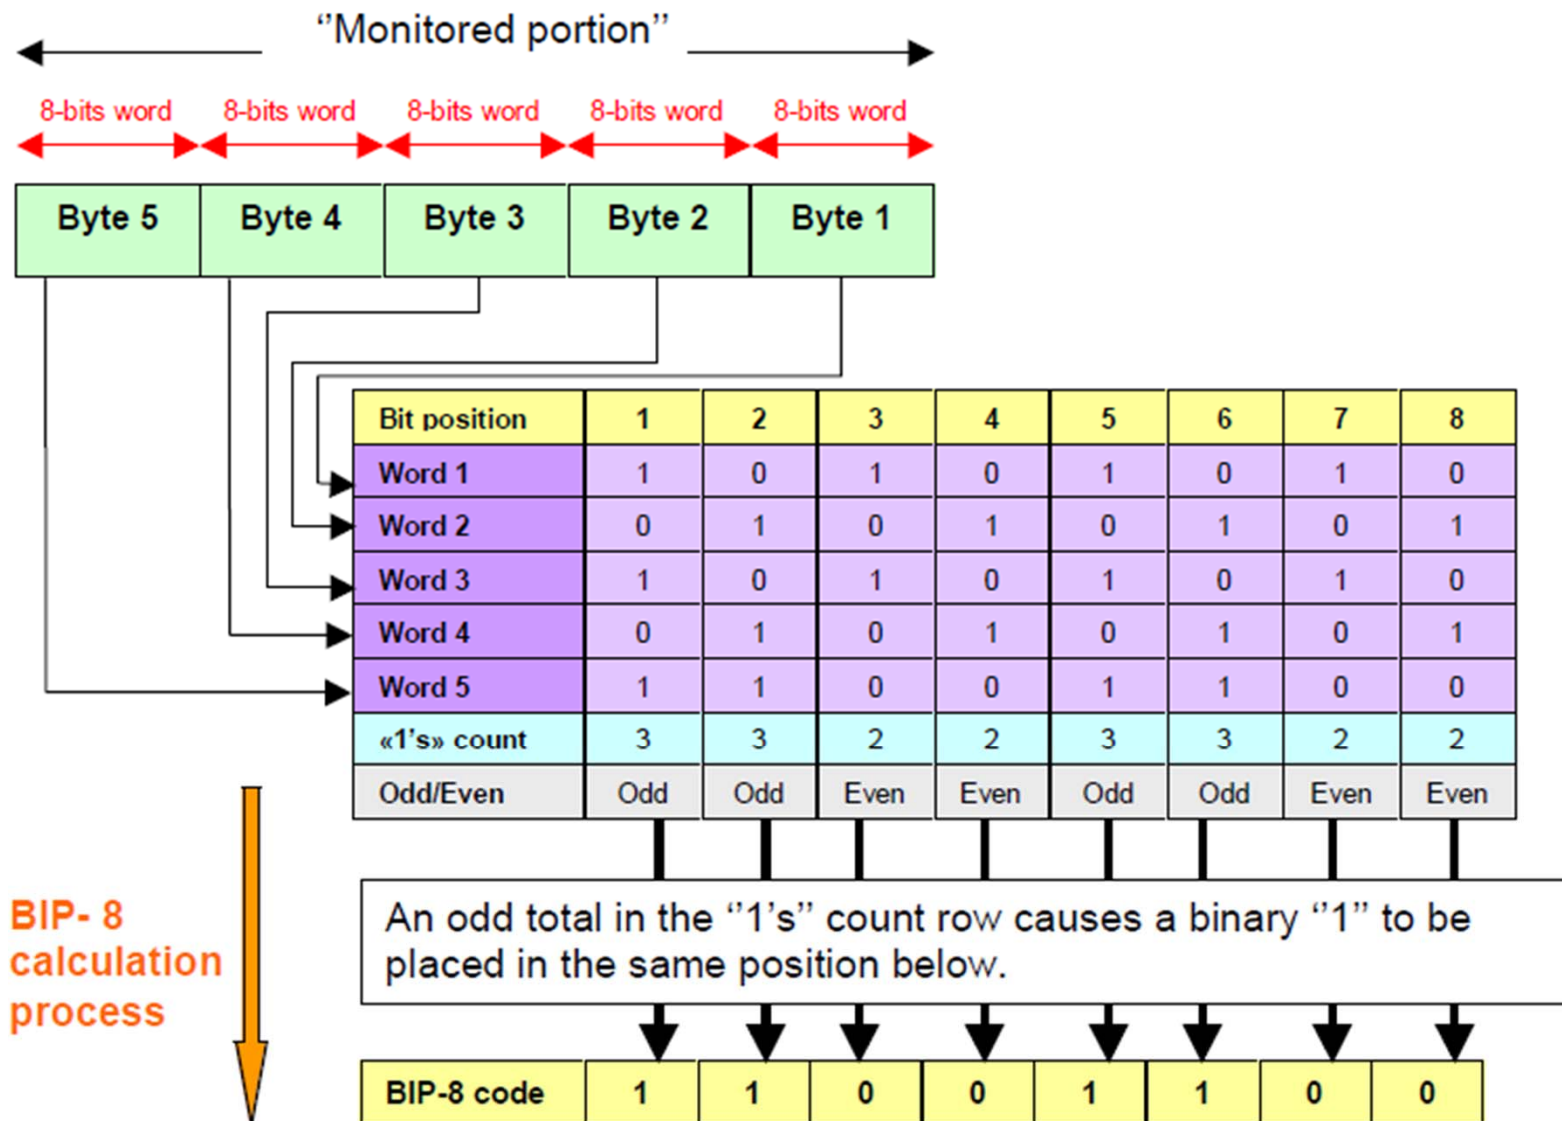 ‘’Monitored portion’’
8-bits word 8-bits word 8-bits word 8-bits word 8-bits word
Byte 5 Byte 4 Byte 3 Byte 2 Byte 1
Bit position 1 2 3 4 5 6 7 8
Word 1 1 0 1 0 1 0 1 0
Word 2 0 1 0 1 0 1 0 1
Word 3 1 0 1 0 1 0 1 0
Word 4 0 1 0 1 0 1 0 1
Word 5 1 1 0 0 1 1 0 0
«1's» count 3 3 2 2 3 3 2 2
Odd/Even Odd Odd Even Even Odd Odd Even Even
BIP- 8
calculation
process
An odd total in the ‘’1's’’ count row causes a binary ‘’1’’ to be
placed in the same position below.
BIP-8 code 1 1 0 0 1 1 0 0